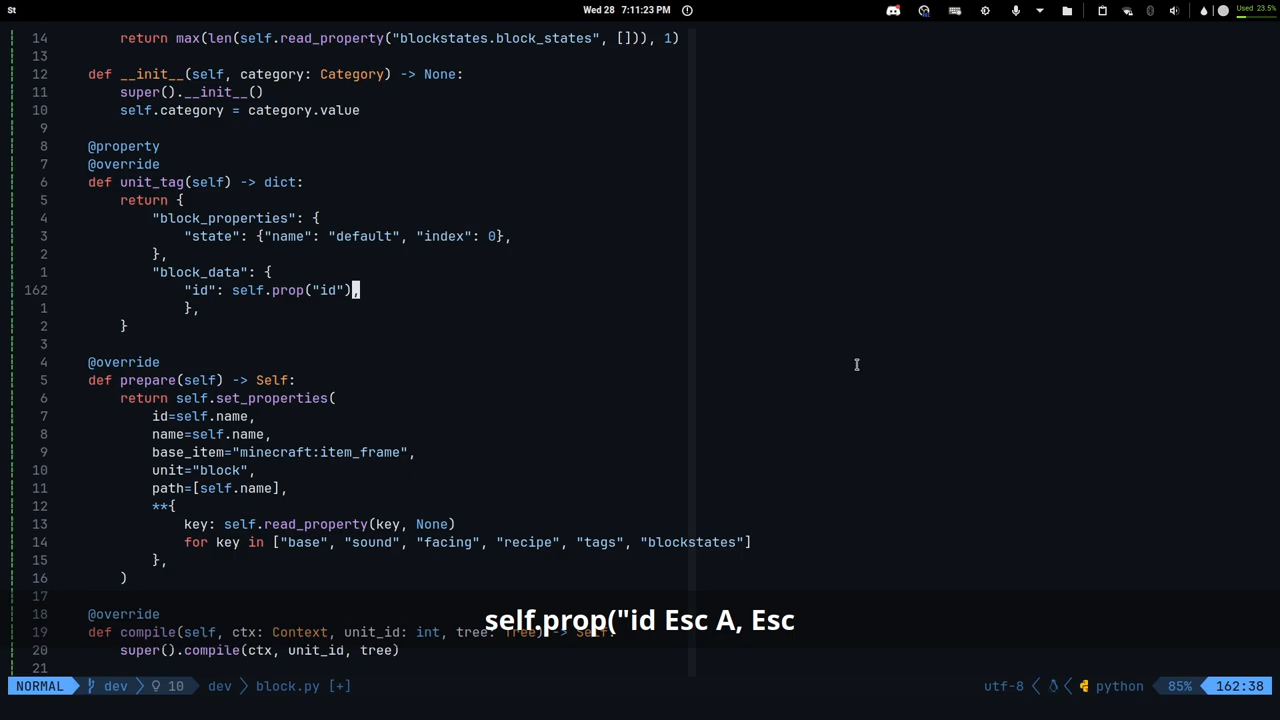 St
Wed 28 7:11:23 PM
Used 23.5%
14 return max(len(self.read_property("blockstates.block_states", [])), 1)
13
12 def __init__(self, category: Category) -> None:
11 super().__init__()
10 self.category = category.value
9
8 @property
7 @override
6 def unit_tag(self) -> dict:
5 return {
4 "block_properties": {
3 "state": {"name": "default", "index": 0},
2 },
1 "block_data": {
162 "id": self.prop("id"),
1 },
2 }
3
4 @override
5 def prepare(self) -> Self:
6 return self.set_properties(
7 id=self.name,
8 name=self.name,
9 base_item="minecraft:item_frame",
10 unit="block",
11 path=[self.name],
12 **{
13 key: self.read_property(key, None)
14 for key in ["base", "sound", "facing", "recipe", "tags", "blockstates"]
15 },
16 )
17
18 @override
19 def compile(self, ctx: Context, unit_id: int, tree: Tree) -> Self:
20 super().compile(ctx, unit_id, tree)
21
self.prop("id Esc A, Esc
NORMAL dev 10 dev block.py [+] utf-8 python 85% 162:38